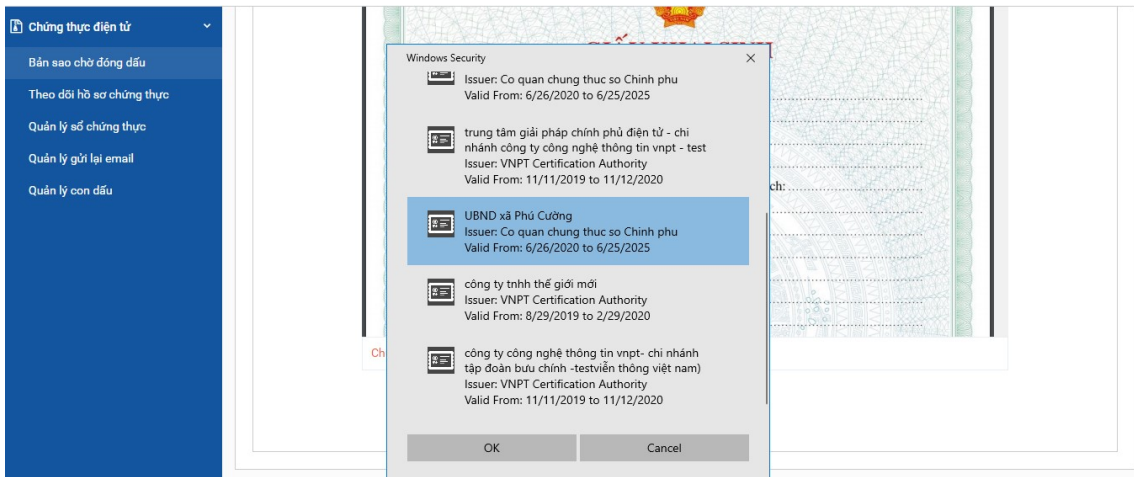 Chứng thực điện tử
Bản sao chờ đóng dấu
Theo dõi hồ sơ chứng thực
Quản lý sổ chứng thực
Quản lý gửi lại email
Quản lý con dấu
Windows Security
Issuer: Co quan chung thuc so Chinh phu
Valid From: 6/26/2020 to 6/25/2025
trung tâm giải pháp chính phủ điện tử - chi
nhánh công ty công nghệ thông tin vnpt - test
Issuer: VNPT Certification Authority
Valid From: 11/11/2019 to 11/12/2020
UBND xã Phú Cường
Issuer: Co quan chung thuc so Chinh phu
Valid From: 6/26/2020 to 6/25/2025
công ty tnhh thế giới mới
Issuer: VNPT Certification Authority
Valid From: 8/29/2019 to 2/29/2020
công ty công nghệ thông tin vnpt- chi nhánh
tập đoàn bưu chính -testviễn thông việt nam)
Issuer: VNPT Certification Authority
Valid From: 11/11/2019 to 11/12/2020
OK
Cancel
ch:
Ch